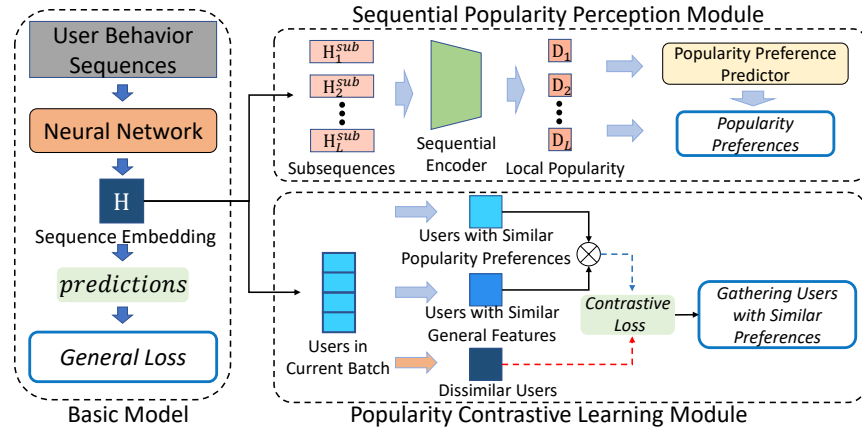 Sequential Popularity Perception Module
User Behavior
Sequences
Neural Network
H
Sequence Embedding
predictions
General Loss
Basic Model
H₁ˢᵘᵇ
H₂ˢᵘᵇ
H_Lˢᵘᵇ
Subsequences
Sequential
Encoder
D₁
D₂
D_L
Local Popularity
Popularity Preference
Predictor
Popularity
Preferences
Users in
Current Batch
Users with Similar
Popularity Preferences
Users with Similar
General Features
Dissimilar Users
Contrastive
Loss
Gathering Users
with Similar
Preferences
Popularity Contrastive Learning Module